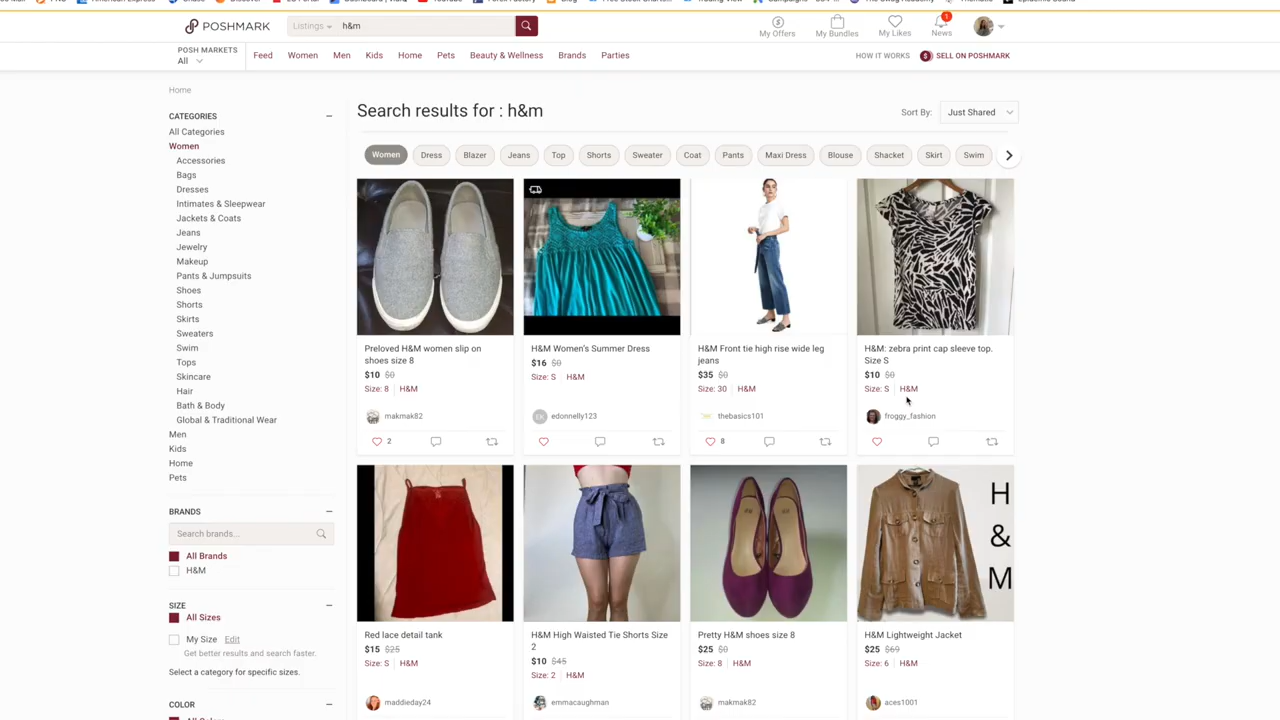 POSHMARK
Listings
h&m
My Offers
My Bundles
My Likes
1
News
POSH MARKETS
All
Feed
Women
Men
Kids
Home
Pets
Beauty & Wellness
Brands
Parties
HOW IT WORKS
$ SELL ON POSHMARK
Home
CATEGORIES
All Categories
Women
Accessories
Bags
Dresses
Intimates & Sleepwear
Jackets & Coats
Jeans
Jewelry
Makeup
Pants & Jumpsuits
Shoes
Shorts
Skirts
Sweaters
Swim
Tops
Skincare
Hair
Bath & Body
Global & Traditional Wear
Men
Kids
Home
Pets
BRANDS
Search brands...
All Brands
H&M
SIZE
All Sizes
My Size Edit
Get better results and search faster.
Select a category for specific sizes.
COLOR
Search results for : h&m
Sort By: Just Shared
Women
Dress
Blazer
Jeans
Top
Shorts
Sweater
Coat
Pants
Maxi Dress
Blouse
Shacket
Skirt
Swim
Preloved H&M women slip on
shoes size 8
$10 $0
Size: 8 H&M
makmak82
2
H&M Women's Summer Dress
$16 $0
Size: S H&M
EK edonnelly123
H&M Front tie high rise wide leg
jeans
$35 $0
Size: 30 H&M
thebasics101
8
H&M: zebra print cap sleeve top.
Size S
$10 $0
Size: S H&M
froggy_fashion
Red lace detail tank
$15 $25
Size: S H&M
maddieday24
H&M High Waisted Tie Shorts Size
2
$10 $45
Size: 2 H&M
emmacaughman
Pretty H&M shoes size 8
$25 $0
Size: 8 H&M
makmak82
H
&
M
H&M Lightweight Jacket
$25 $69
Size: 6 H&M
aces1001